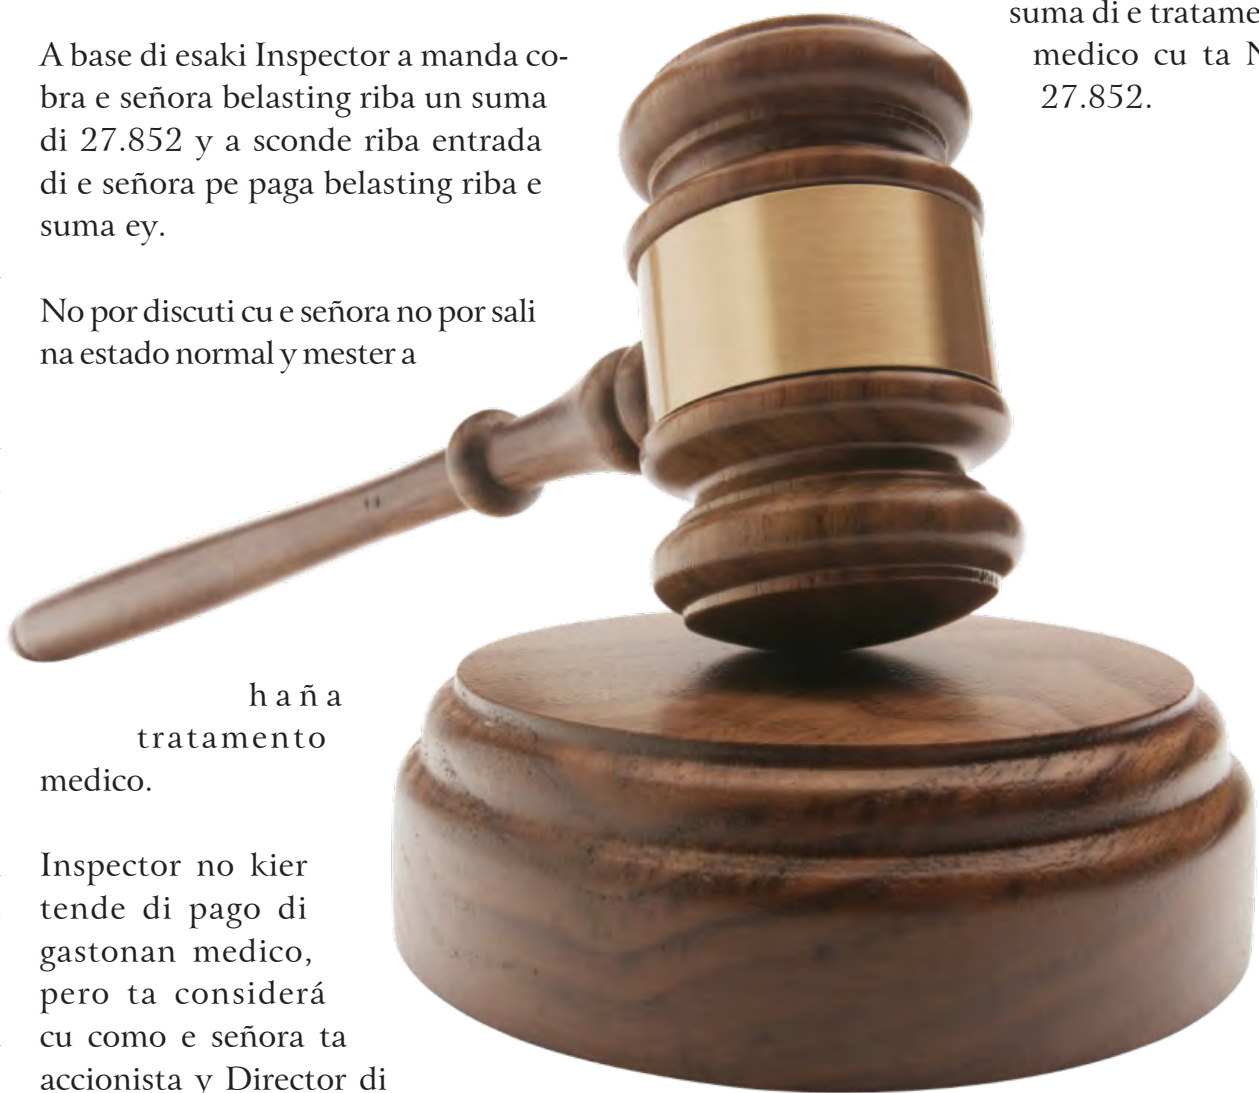 A base di esaki Inspector a manda co-
bra e señora belasting riba un suma
di 27.852 y a sconde riba entrada
di e señora pe paga belasting riba e
suma ey.
No por discuti cu e señora no por sali
na estado normal y mester a
haña
tratamento
medico.
Inspector no kier
tende di pago di
gastonan medico,
pero ta considerá
cu como e señora ta
accionista y Director di
suma di e
medico cu ta
27.852.